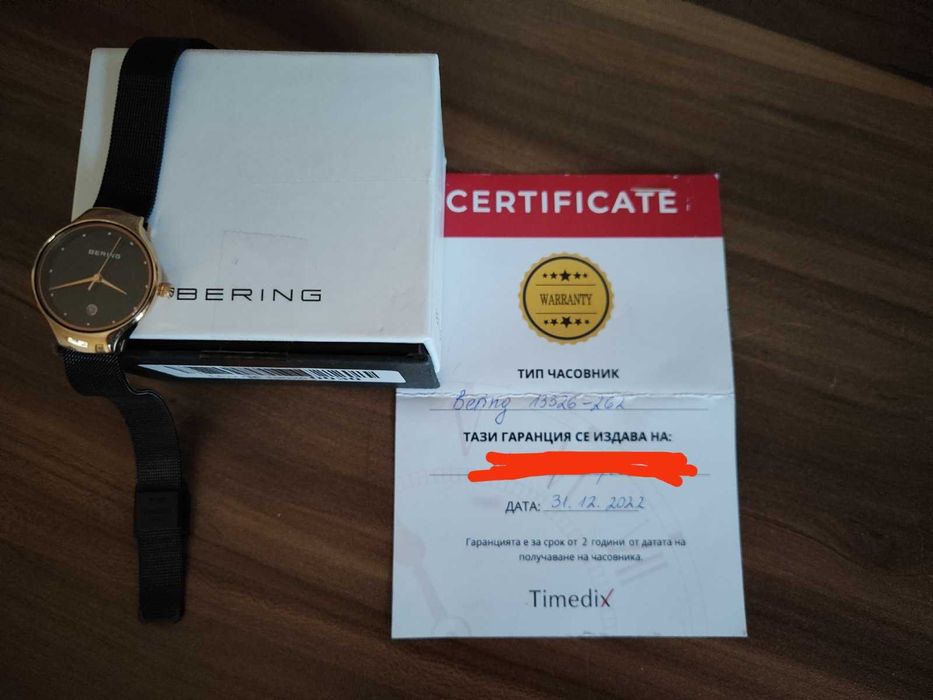 BERING
BERING
CERTIFICATE
WARRANTY
ТИП ЧАСОВНИК
Bering 13326-262
ТАЗИ ГАРАНЦИЯ СЕ ИЗДАВА НА:
ДАТА: 31.12.2022
Гаранцията е за срок от 2 години от датата на
получаване на часовника.
Timedix